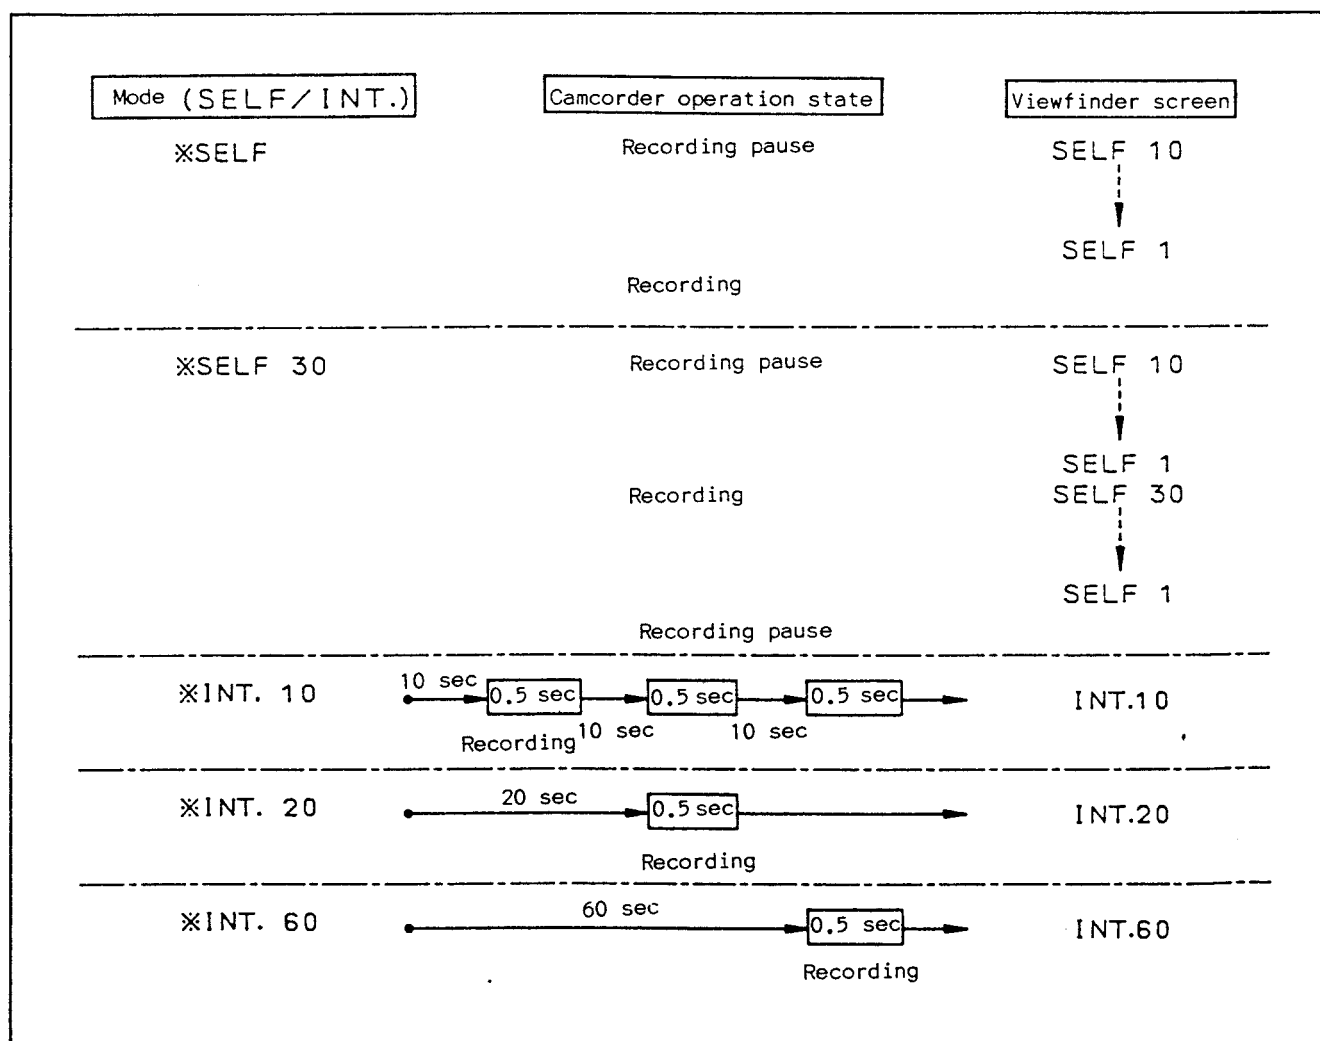 Mode (SELF/INT.) Camcorder operation state Viewfinder screen
※SELF Recording pause SELF 10
SELF 1
Recording
※SELF 30 Recording pause SELF 10
SELF 1
Recording SELF 30
SELF 1
Recording pause
※INT. 10 10 sec 0.5 sec 0.5 sec 0.5 sec INT.10
Recording 10 sec 10 sec
※INT. 20 20 sec 0.5 sec INT.20
Recording
※INT. 60 60 sec 0.5 sec INT.60
Recording